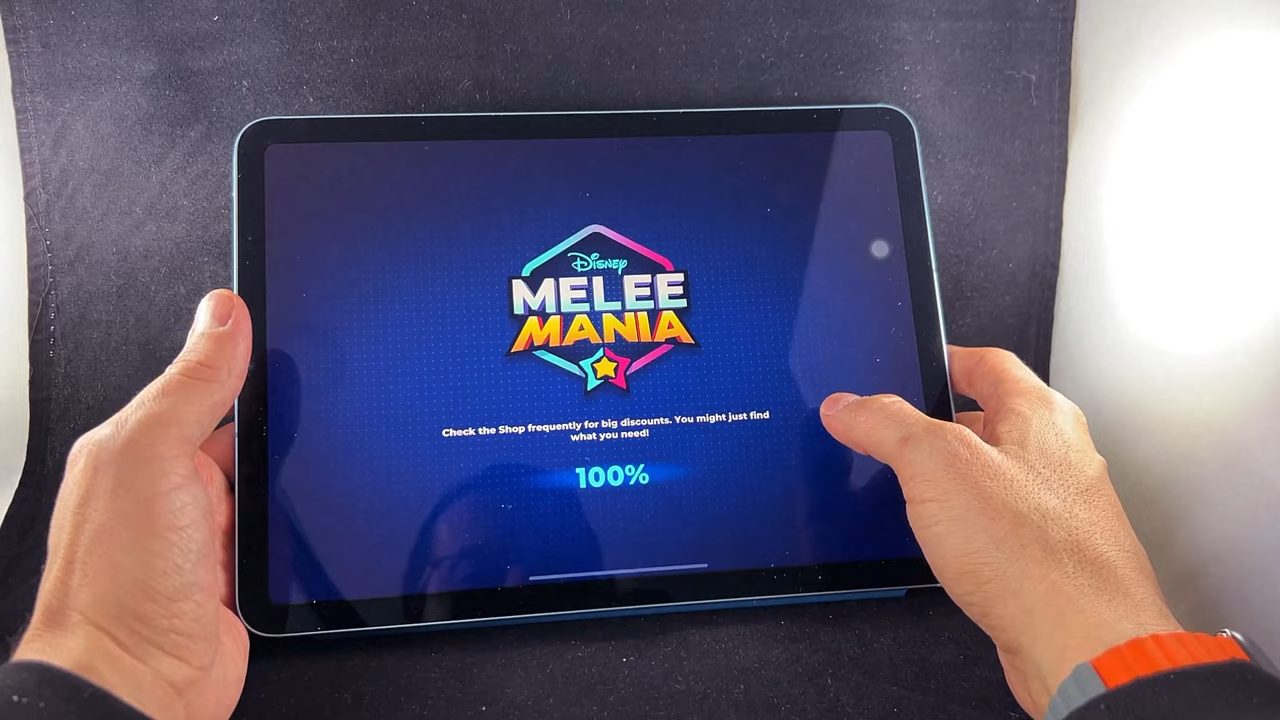 Disney
MELEE
MANIA
Check the Shop frequently for big discounts. You might just find
what you need!
100%